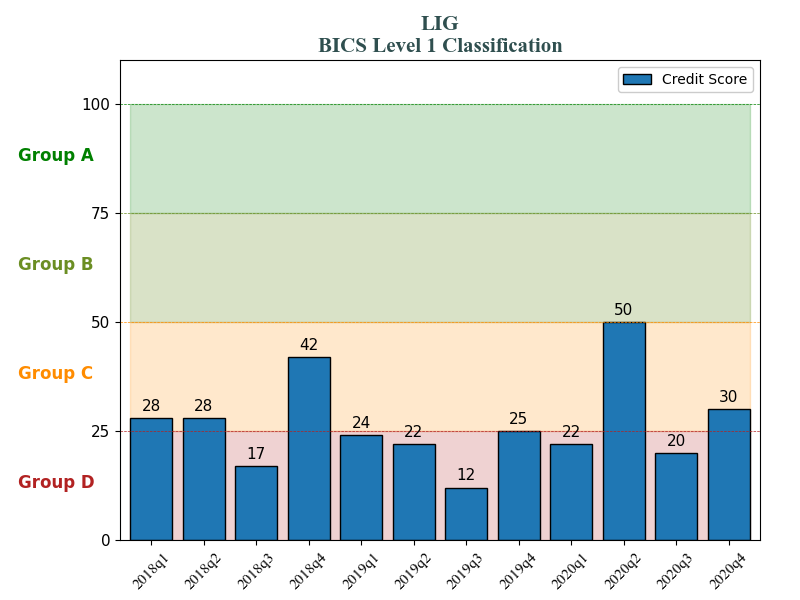 LIG
BICS Level 1 Classification
Credit Score
100
Group A
75
Group B
50
50
42
Group C
28
28
30
25
24
25
22
22
20
17
12
Group D
0
2018q1
2018q2
2018q3
2018q4
2019q1
2019q2
2019q3
2019q4
2020q1
2020q2
2020q3
2020q4